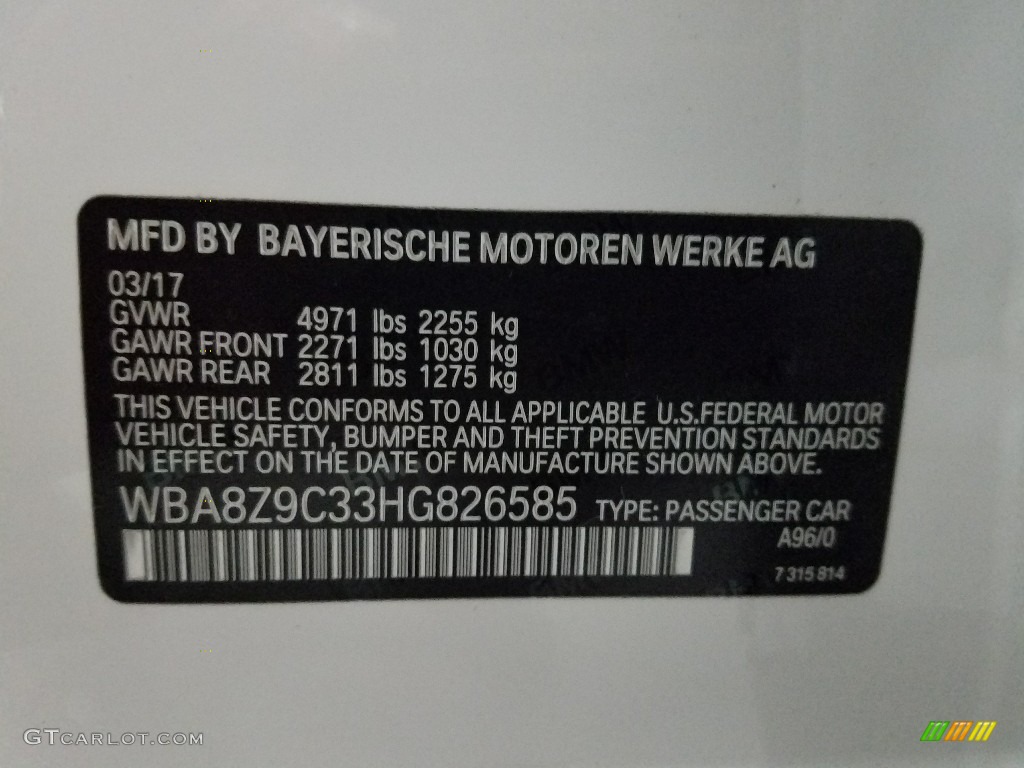 MFD BY BAYERISCHE MOTOREN WERKE AG
03/17
GVWR 4971 lbs 2255 kg
GAWR FRONT 2271 lbs 1030 kg
GAWR REAR 2811 lbs 1275 kg
THIS VEHICLE CONFORMS TO ALL APPLICABLE U.S.FEDERAL MOTOR
VEHICLE SAFETY, BUMPER AND THEFT PREVENTION STANDARDS
IN EFFECT ON THE DATE OF MANUFACTURE SHOWN ABOVE.
WBA8Z9C33HG826585 TYPE: PASSENGER CAR
A96/0
7 315 814
GTCARLOT.COM